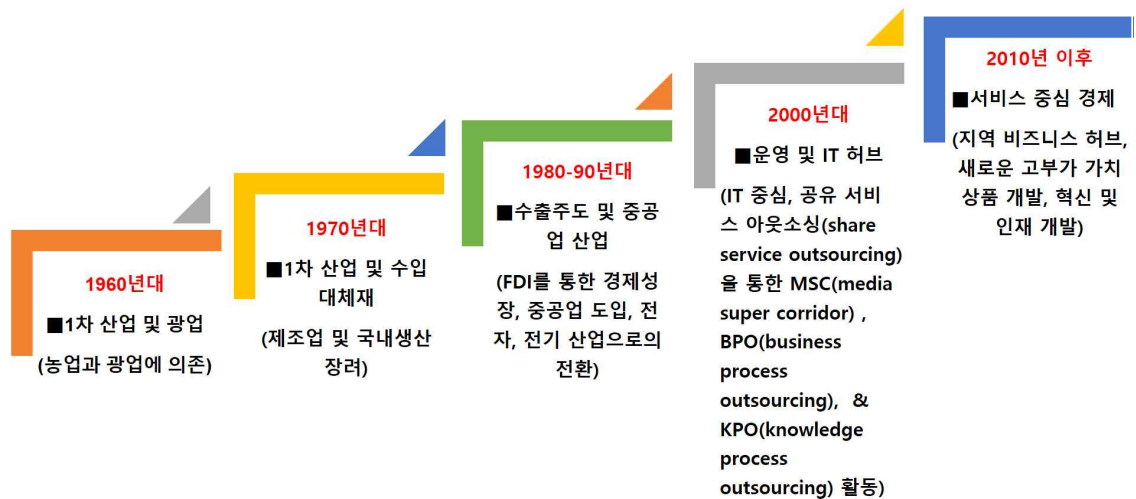 1960년대
■1차 산업 및 광업
(농업과 광업에 의존)
1970년대
■1차 산업 및 수입
대체재
(제조업 및 국내생산
장려)
1980-90년대
■수출주도 및 중공
업 산업
(FDI를 통한 경제성
장, 중공업 도입, 전
자, 전기 산업으로의
전환)
2000년대
■운영 및 IT 허브
(IT 중심, 공유 서비
스 아웃소싱(share
service outsourcing)
을 통한 MSC(media
super corridor) ,
BPO(business
process
outsourcing), &
KPO(knowledge
process
outsourcing) 활동)
2010년 이후
■서비스 중심 경제
(지역 비즈니스 허브,
새로운 고부가 가치
상품 개발, 혁신 및
인재 개발)